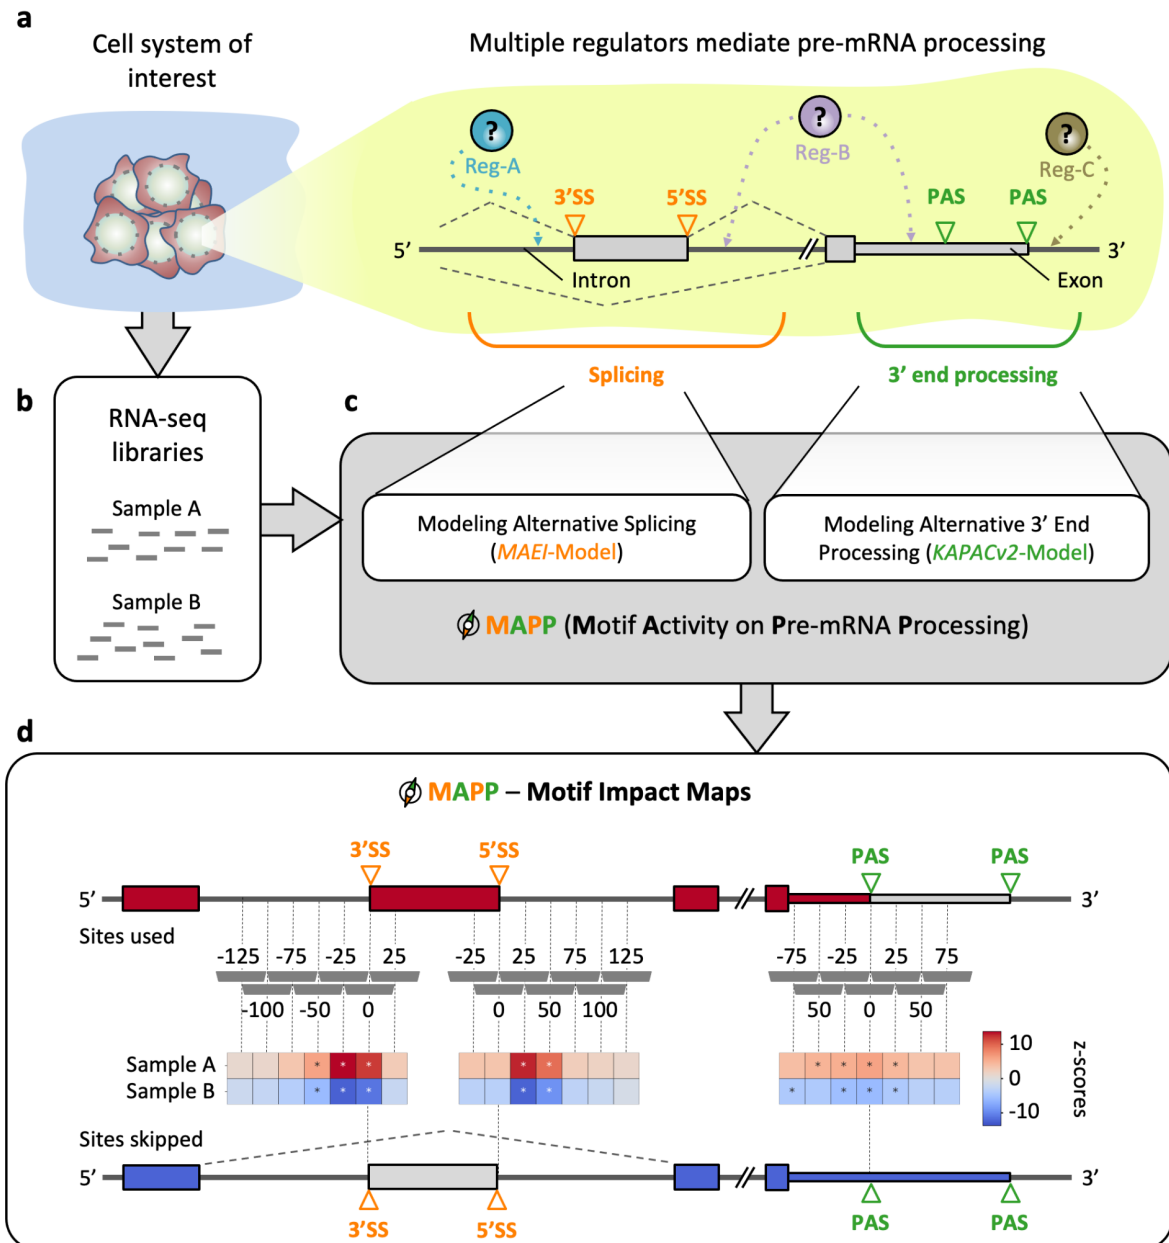 a
Cell system of
interest
Multiple regulators mediate pre-mRNA processing
?
Reg-A
?
Reg-B
?
Reg-C
3’SS
5’SS
PAS
PAS
5’
3’
Intron
Exon
Splicing
3’ end processing
b
RNA-seq
libraries
Sample A
Sample B
c
Modeling Alternative Splicing
(MAEI-Model)
Modeling Alternative 3’ End
Processing (KAPACv2-Model)
MAPP (Motif Activity on Pre-mRNA Processing)
d
MAPP – Motif Impact Maps
3’SS
5’SS
PAS
PAS
5’
3’
Sites used
-125 -75 -25 25
-25 25 75 125
-75 -25 25 75
-100 -50 0
0 50 100
50 0 50
Sample A
* * *
* *
* * * *
Sample B
* * *
* *
* * * *
10
0
-10
z-scores
Sites skipped
5’
3’
3’SS
5’SS
PAS
PAS